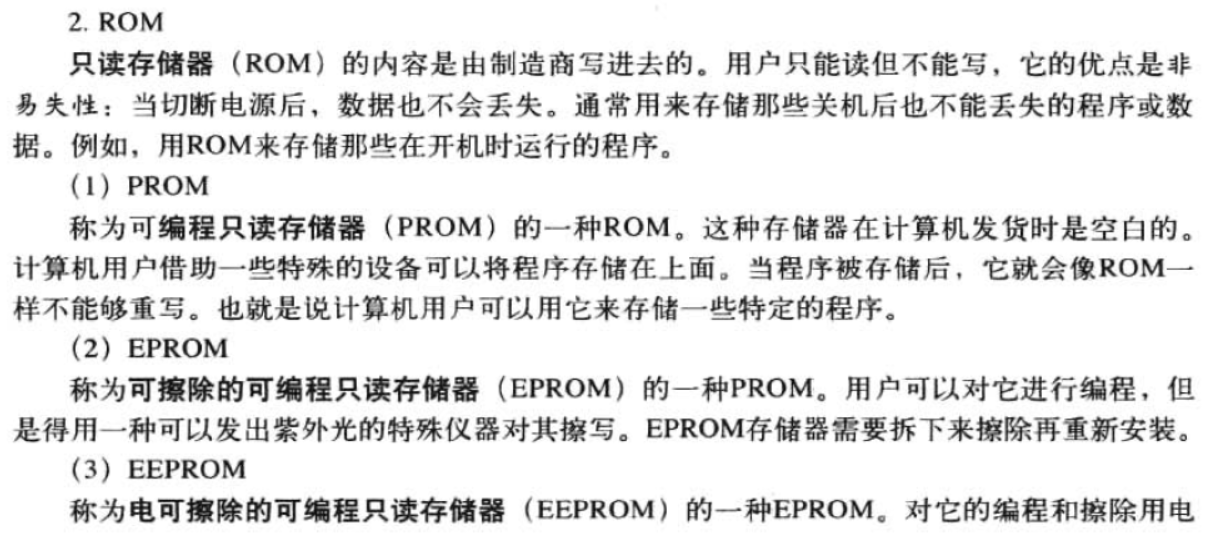 2. ROM
只读存储器（ROM）的内容是由制造商写进去的。用户只能读但不能写，它的优点是非
易失性：当切断电源后，数据也不会丢失。通常用来存储那些关机后也不能丢失的程序或数
据。例如，用ROM来存储那些在开机时运行的程序。
（1）PROM
称为可编程只读存储器（PROM）的一种ROM。这种存储器在计算机发货时是空白的。
计算机用户借助一些特殊的设备可以将程序存储在上面。当程序被存储后，它就会像ROM一
样不能够重写。也就是说计算机用户可以用它来存储一些特定的程序。
（2）EPROM
称为可擦除的可编程只读存储器（EPROM）的一种PROM。用户可以对它进行编程，但
是得用一种可以发出紫外光的特殊仪器对其擦写。EPROM存储器需要拆下来擦除再重新安装。
（3）EEPROM
称为电可擦除的可编程只读存储器（EEPROM）的一种EPROM。对它的编程和擦除用电